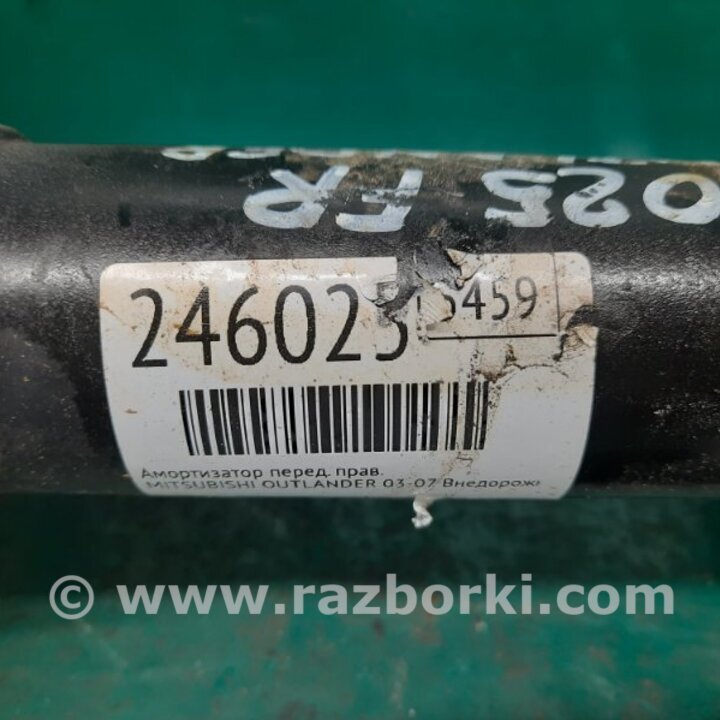 025 FR
246023
5459
Амортизатор перед. прав.
MITSUBISHI OUTLANDER 03-07 Внедорож
© www.razborki.com